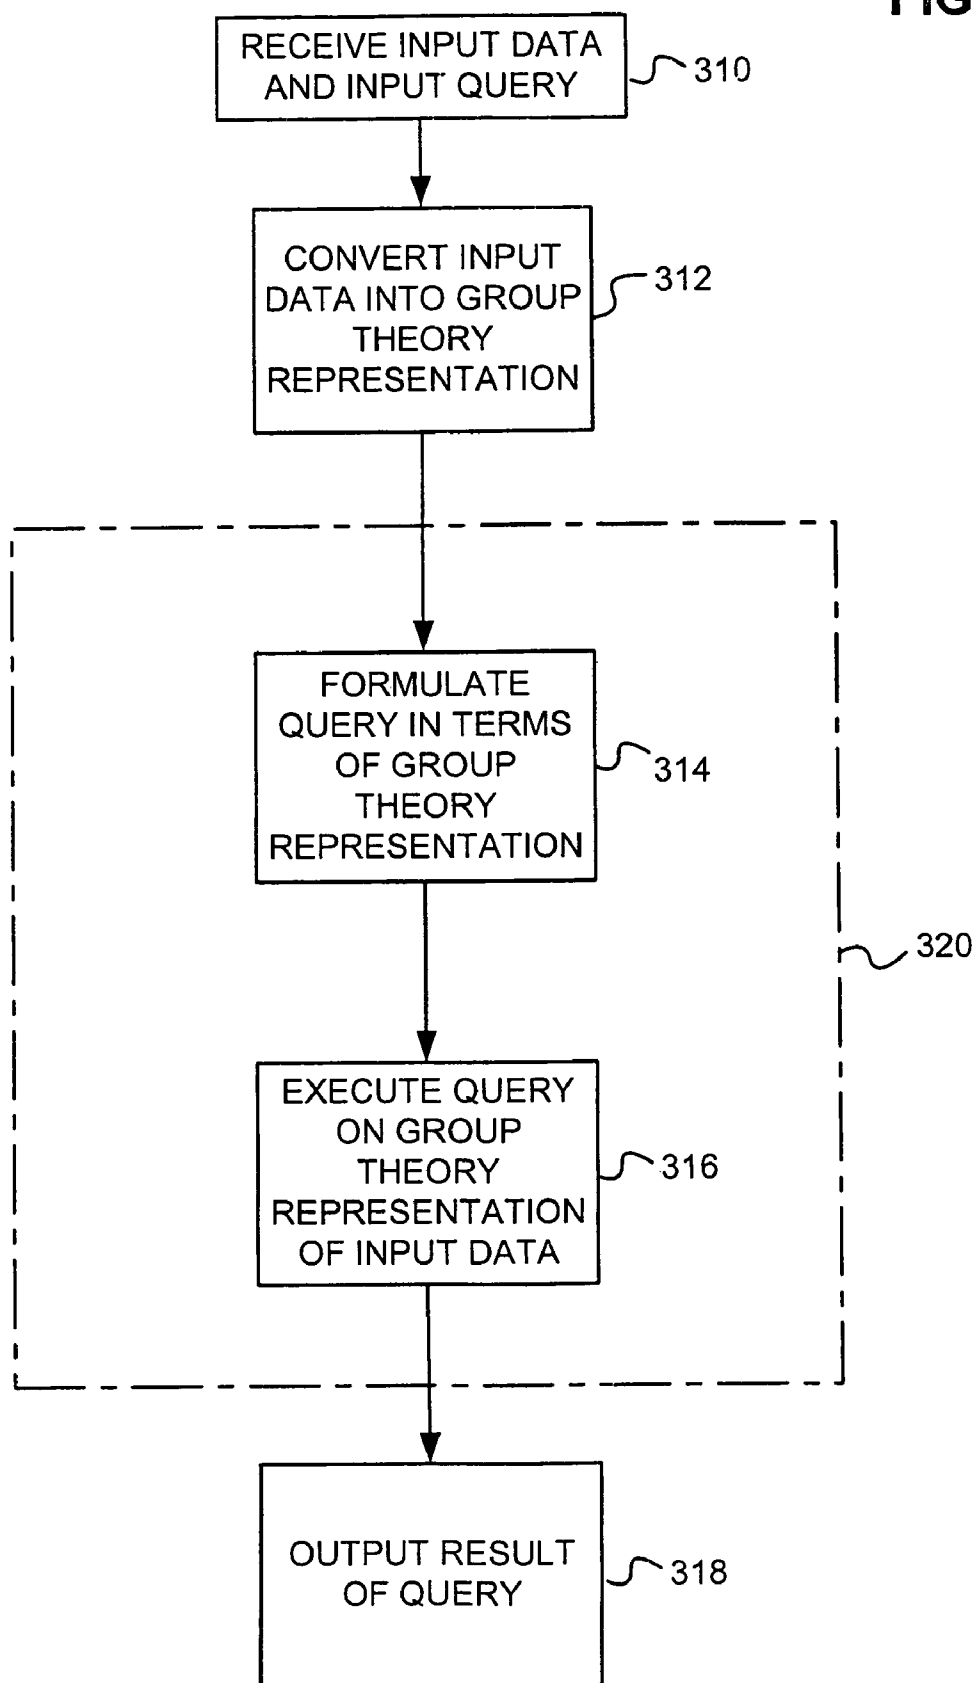 FIG
RECEIVE INPUT DATA
AND INPUT QUERY
310
CONVERT INPUT
DATA INTO GROUP
THEORY
REPRESENTATION
312
FORMULATE
QUERY IN TERMS
OF GROUP
THEORY
REPRESENTATION
314
320
EXECUTE QUERY
ON GROUP
THEORY
REPRESENTATION
OF INPUT DATA
316
OUTPUT RESULT
OF QUERY
318